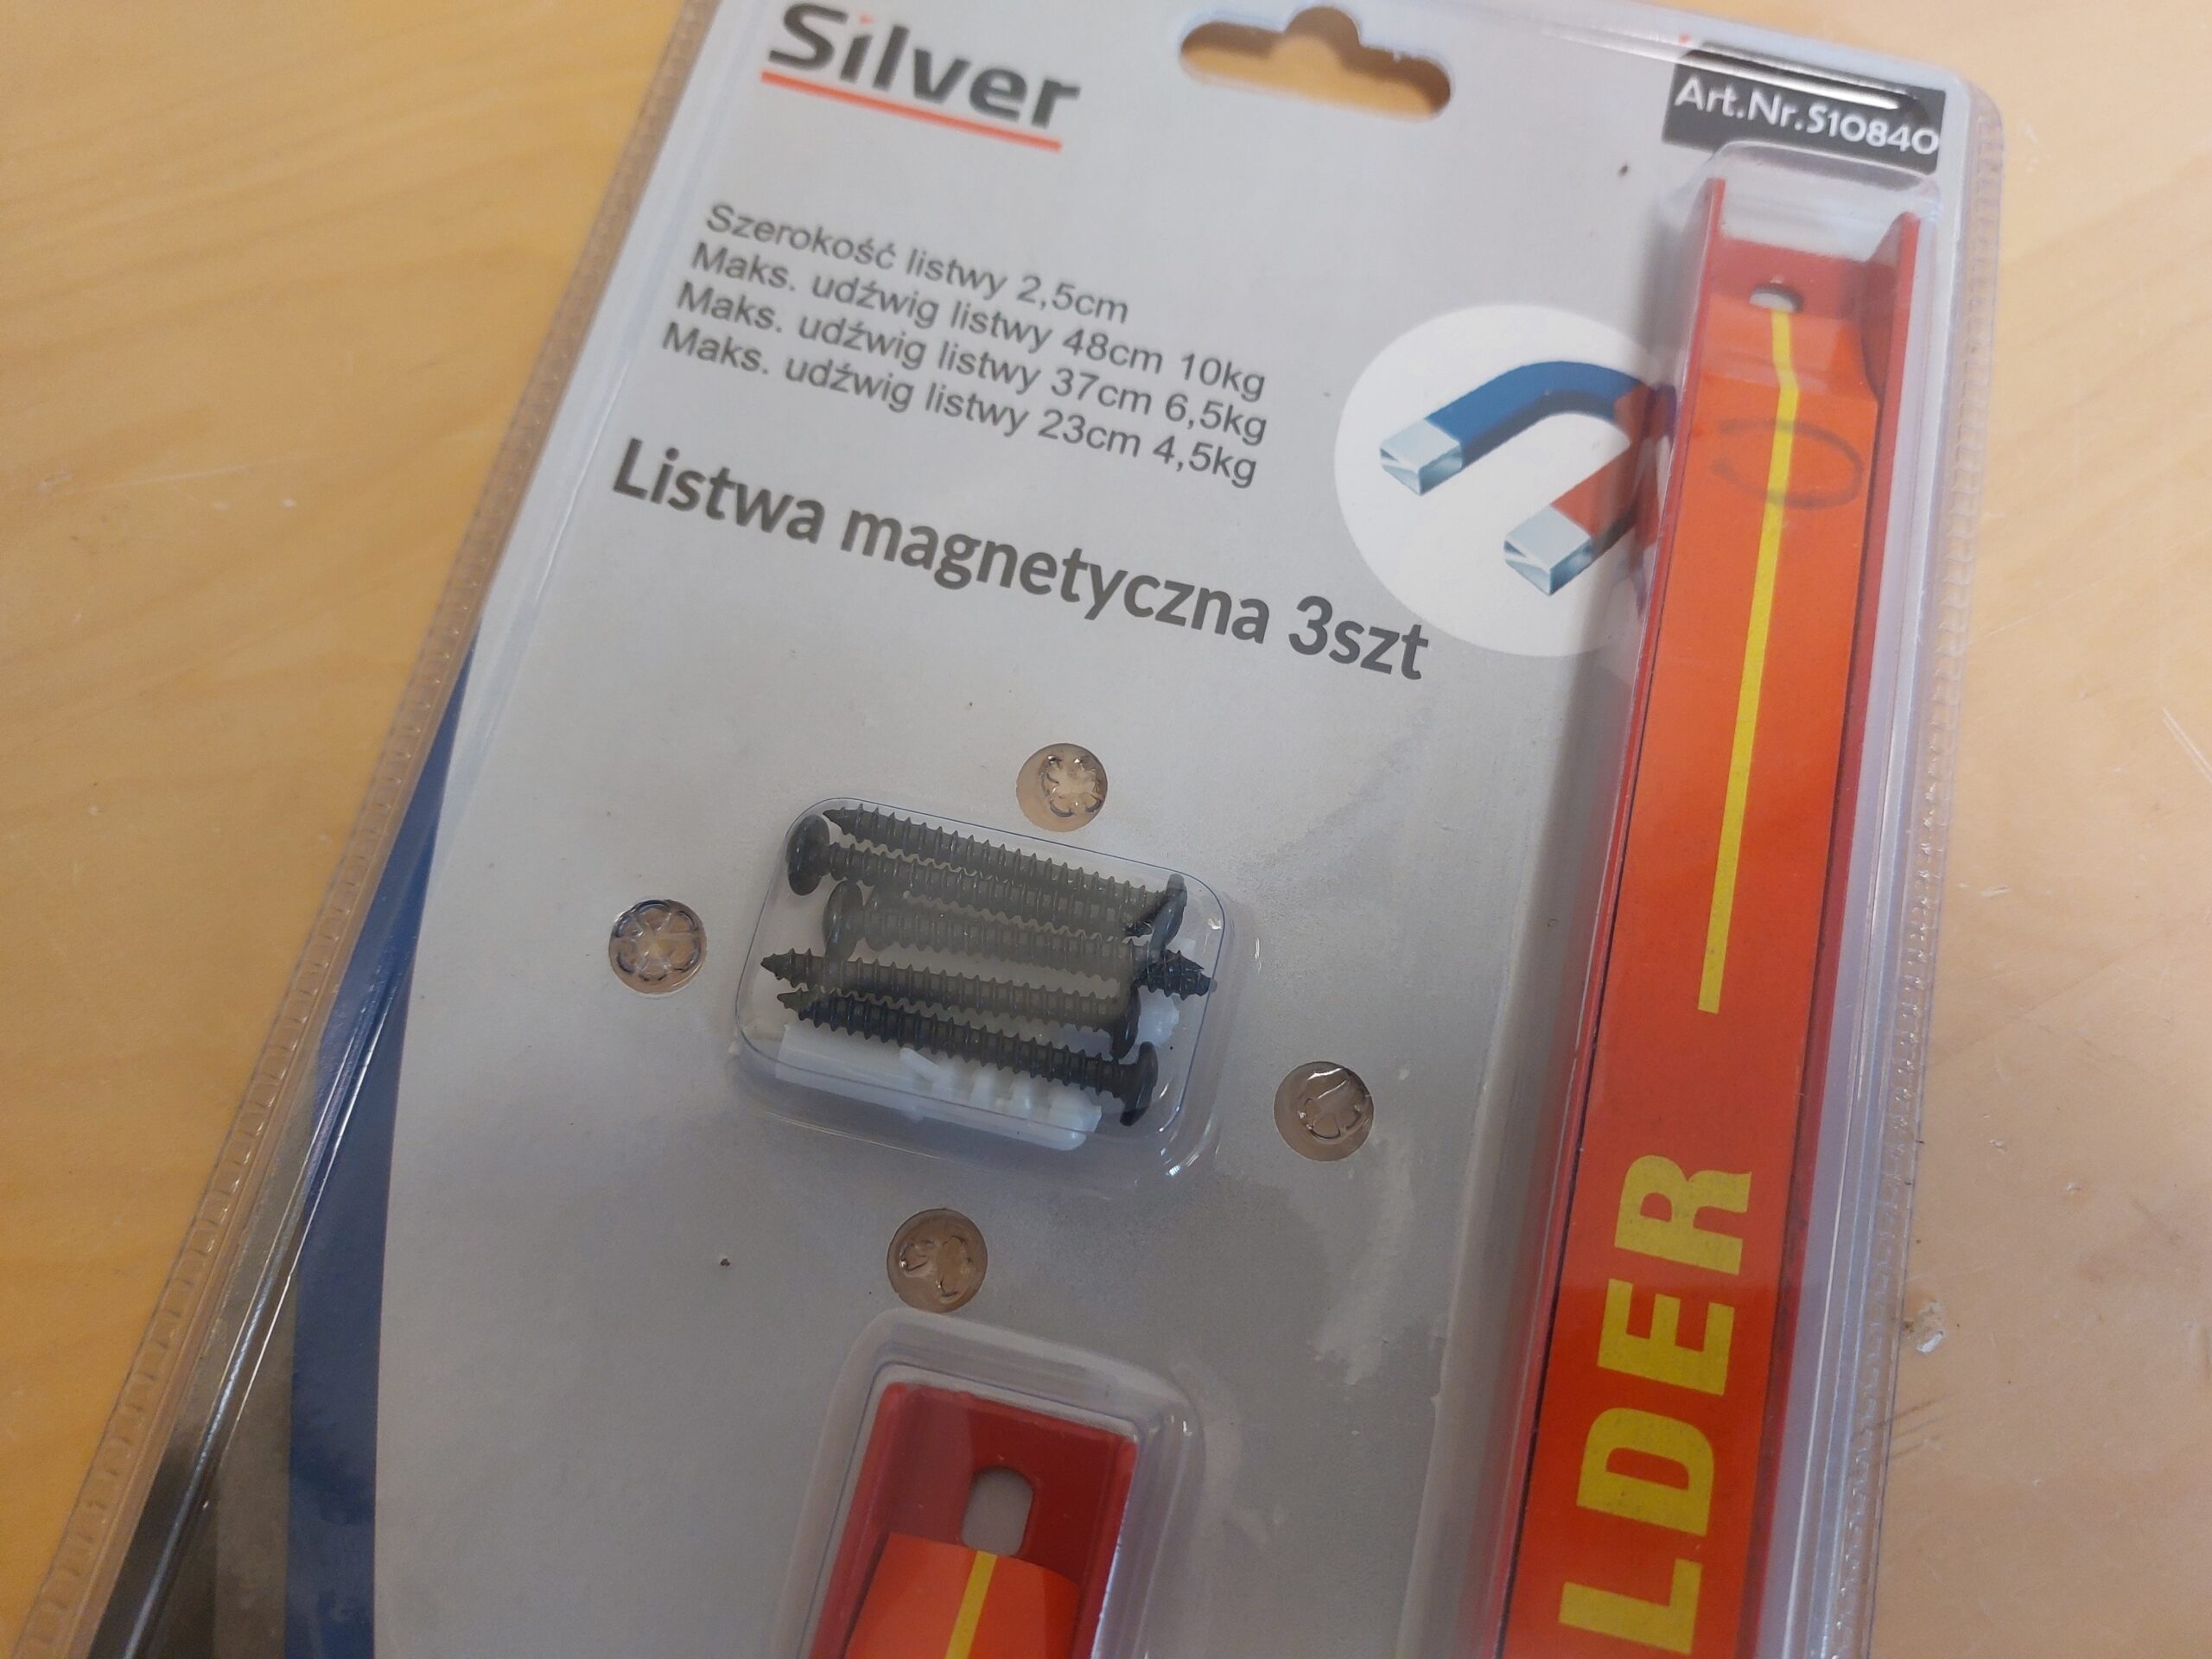 Silver
Art.Nr.S10840
Szerokość listwy 2,5cm
Maks. udźwig listwy 48cm 10kg
Maks. udźwig listwy 37cm 6,5kg
Maks. udźwig listwy 23cm 4,5kg
Listwa magnetyczna 3szt
LDER